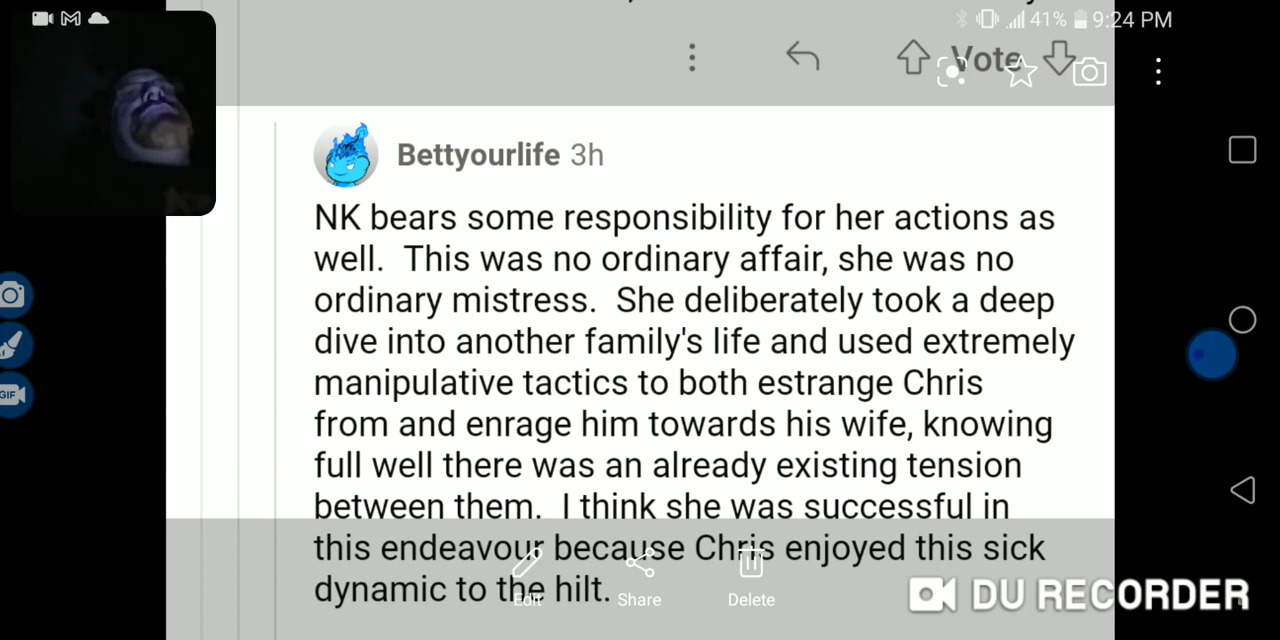 41% 9:24 PM
Vote
Bettyourlife 3h
NK bears some responsibility for her actions as
well. This was no ordinary affair, she was no
ordinary mistress. She deliberately took a deep
dive into another family's life and used extremely
manipulative tactics to both estrange Chris
from and enrage him towards his wife, knowing
full well there was an already existing tension
between them. I think she was successful in
this endeavour because Chris enjoyed this sick
dynamic to the hilt.
Edit Share Delete
GIF
DU RECORDER